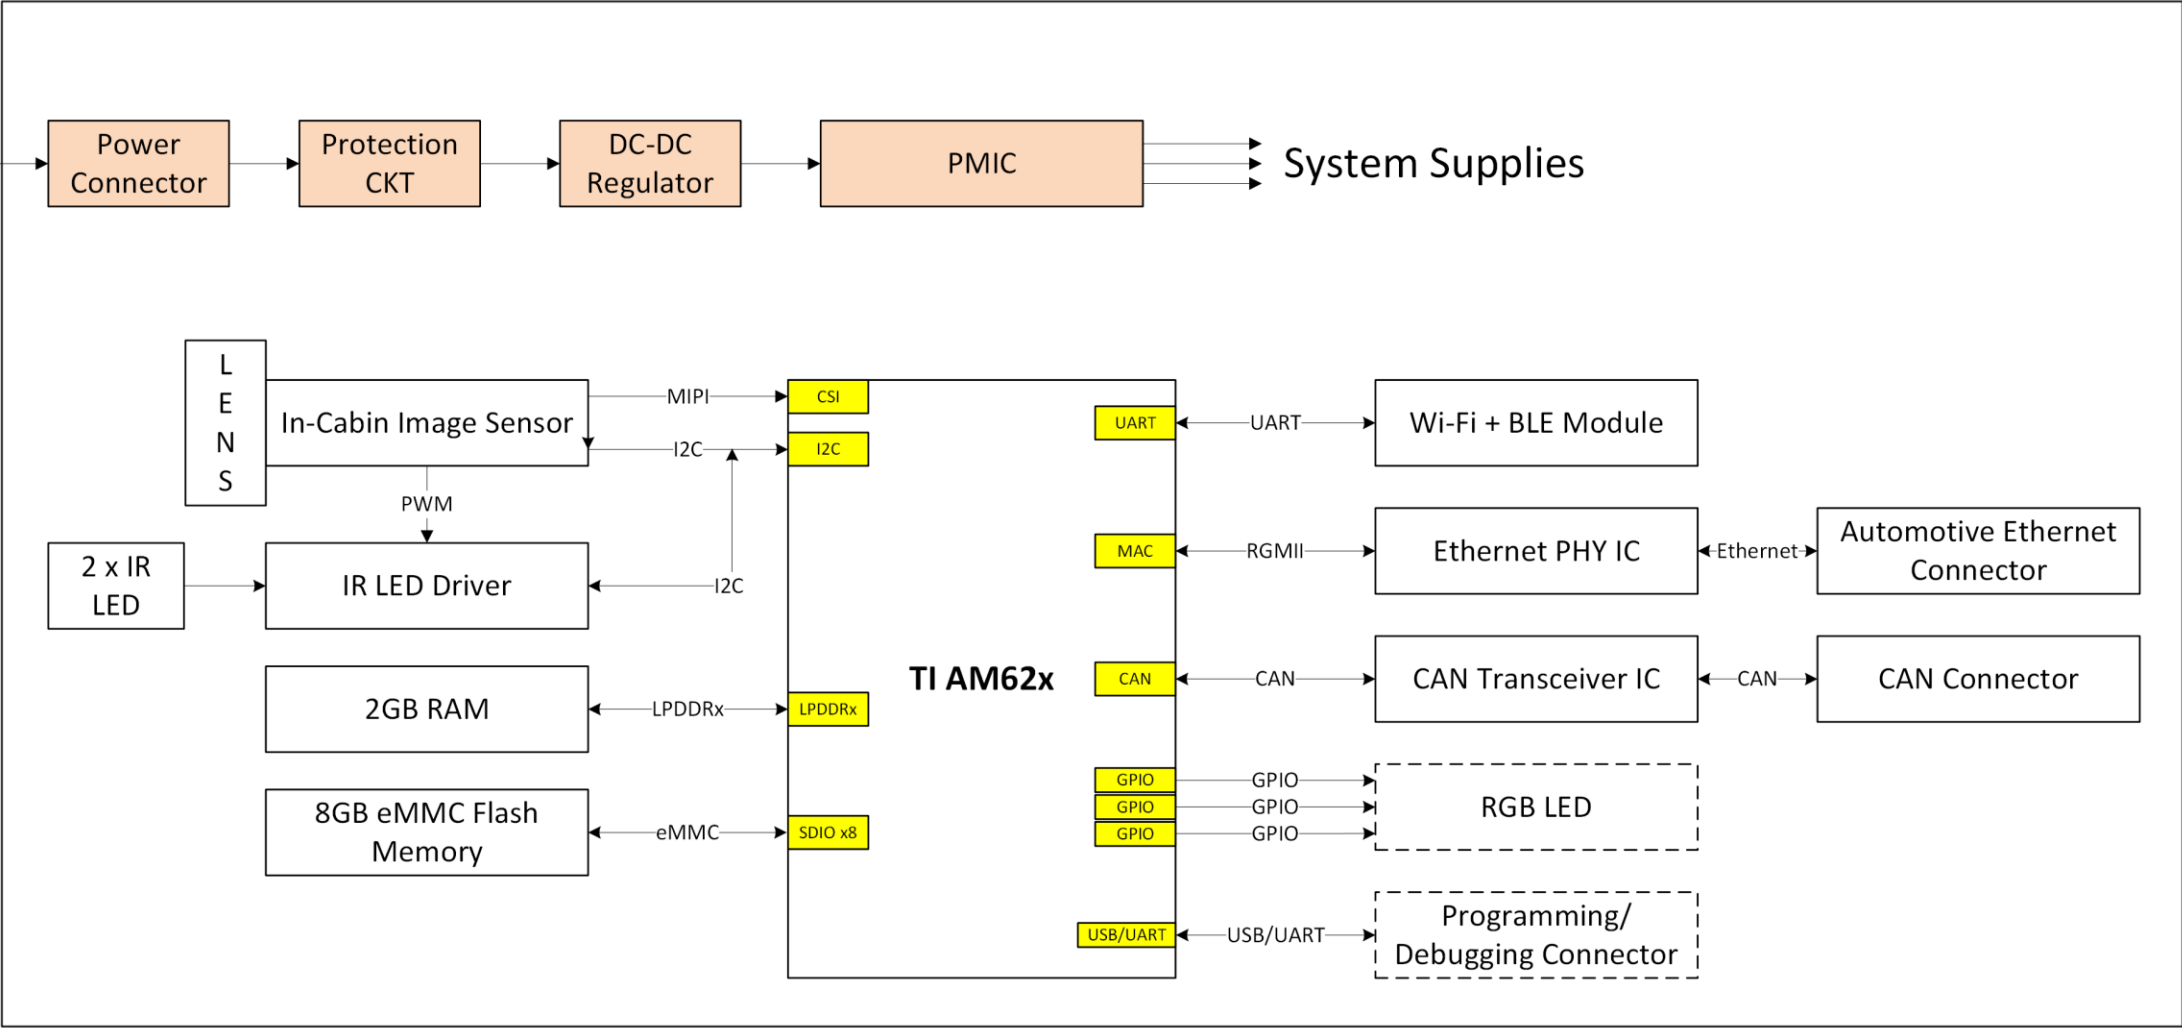 Power
Connector
Protection
CKT
DC-DC
Regulator
PMIC
System Supplies
L
E
N
S
In-Cabin Image Sensor
MIPI
CSI
I2C
I2C
PWM
2 x IR
LED
IR LED Driver
I2C
2GB RAM
LPDDRx
LPDDRx
8GB eMMC Flash
Memory
eMMC
SDIO x8
TI AM62x
UART
UART
Wi-Fi + BLE Module
MAC
RGMII
Ethernet PHY IC
Ethernet
Automotive Ethernet
Connector
CAN
CAN
CAN Transceiver IC
CAN
CAN Connector
GPIO
GPIO
GPIO
GPIO
GPIO
GPIO
RGB LED
USB/UART
USB/UART
Programming/
Debugging Connector